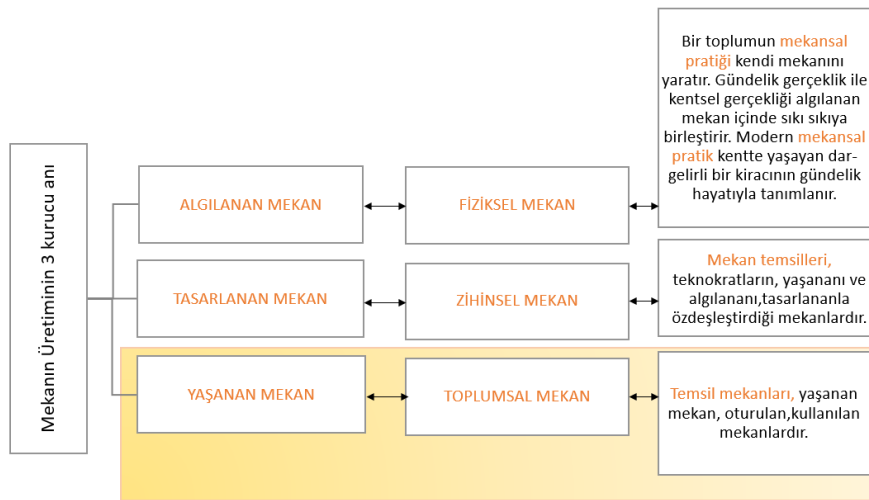 Mekanın Üretiminin 3 kurucu anı
ALGILANAN MEKAN
FİZİKSEL MEKAN
Bir toplumun mekansal
pratiği kendi mekanını
yaratır. Gündelik gerçeklik ile
kentsel gerçekliği algılanan
mekan içinde sıkı sıkıya
birleştirir. Modern mekansal
pratik kentte yaşayan dar-
gelirli bir kiracının gündelik
hayatıyla tanımlanır.
TASARLANAN MEKAN
ZİHİNSEL MEKAN
Mekan temsilleri,
teknokratların, yaşananı ve
algılananı,tasarlananla
özdeşleştirdiği mekanlardır.
YAŞANAN MEKAN
TOPLUMSAL MEKAN
Temsil mekanları, yaşanan
mekan, oturulan,kullanılan
mekanlardır.